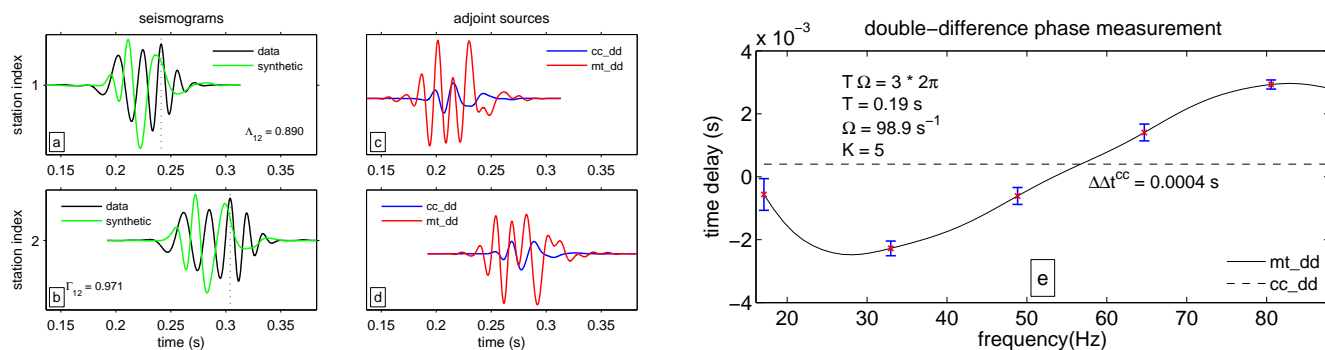 seismograms
station index
1
data
synthetic
a
Λ12 = 0.890
0.15 0.2 0.25 0.3 0.35
station index
2
data
synthetic
b
Γ12 = 0.971
0.15 0.2 0.25 0.3 0.35
time (s)
adjoint sources
cc_dd
mt_dd
c
0.15 0.2 0.25 0.3 0.35
cc_dd
mt_dd
d
0.15 0.2 0.25 0.3 0.35
time (s)
double−difference phase measurement
x 10−3
4
2
0
−2
−4
time delay (s)
T Ω = 3 * 2π
T = 0.19 s
Ω = 98.9 s−1
K = 5
ΔΔtcc = 0.0004 s
e
mt_dd
cc_dd
20 30 40 50 60 70 80
frequency(Hz)